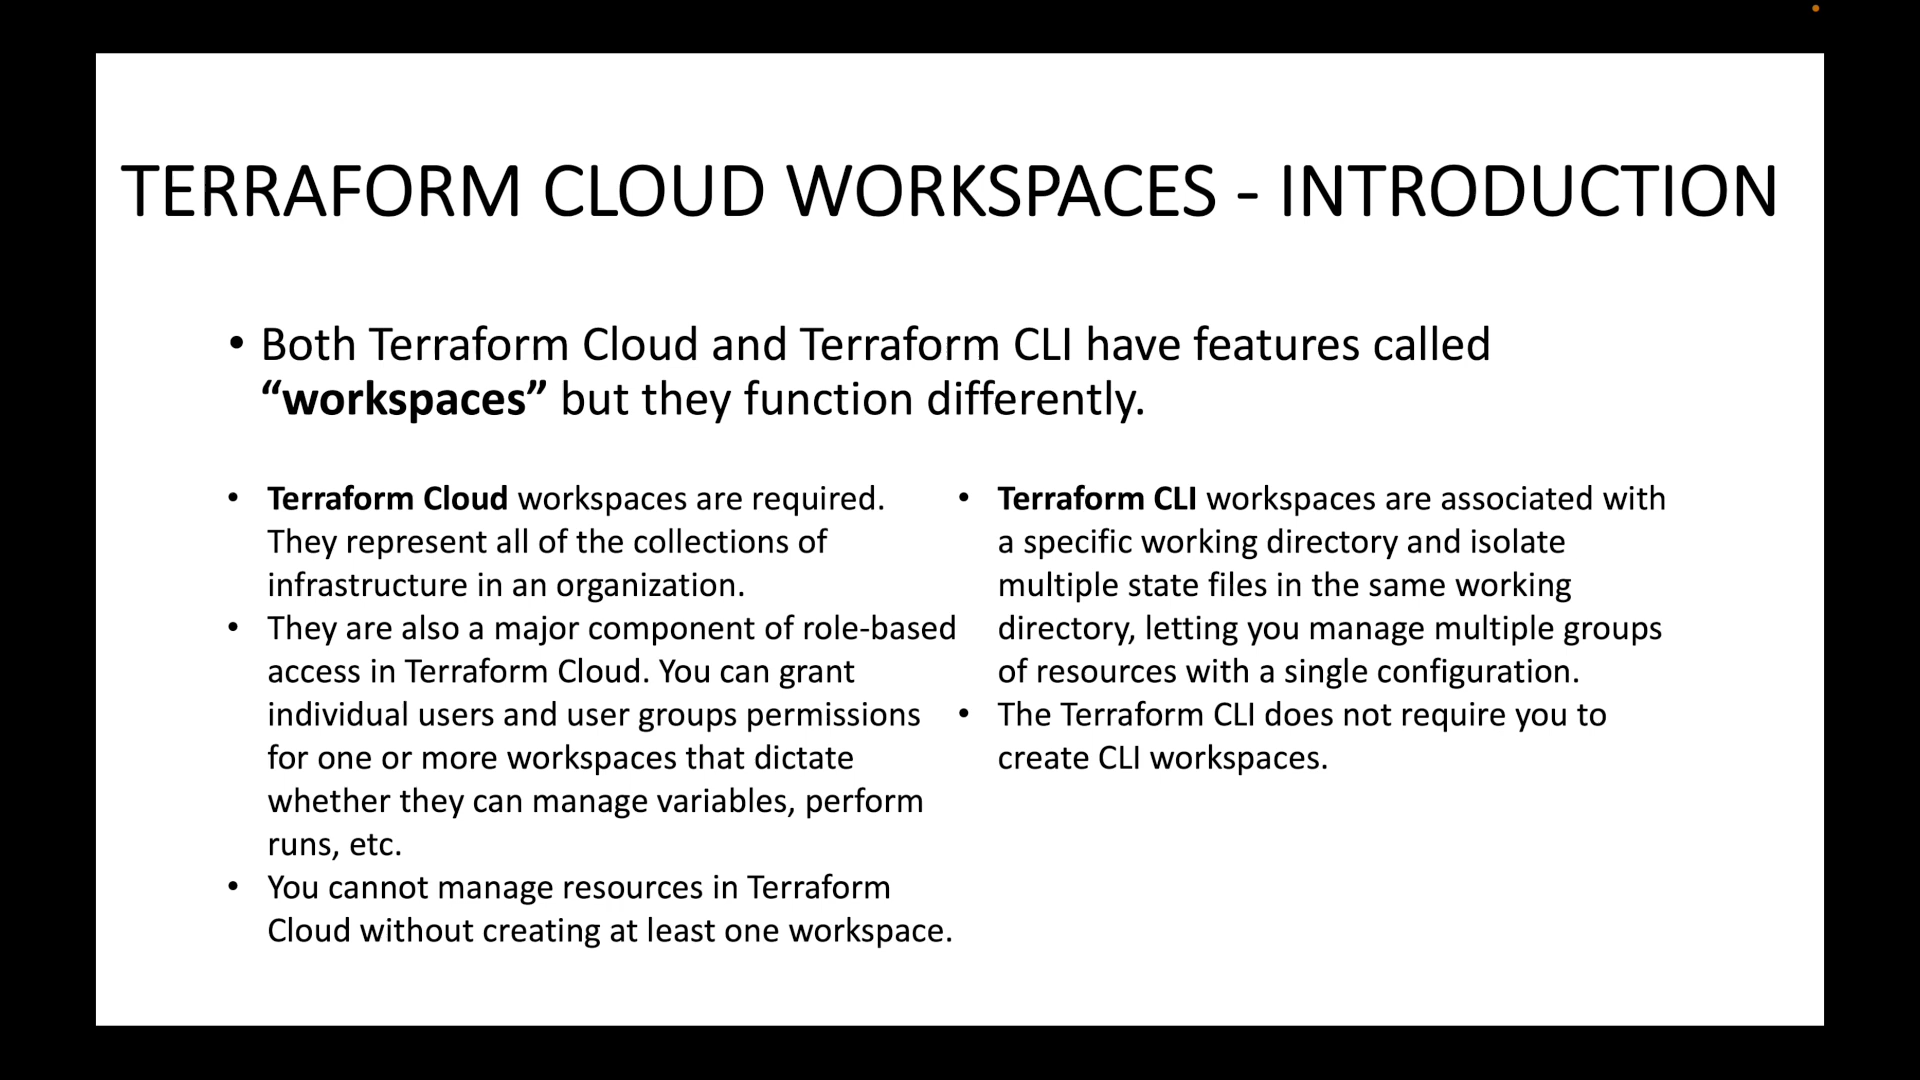 TERRAFORM CLOUD WORKSPACES - INTRODUCTION
• Both Terraform Cloud and Terraform CLI have features called
“workspaces” but they function differently.
• Terraform Cloud workspaces are required.
They represent all of the collections of
infrastructure in an organization.
• They are also a major component of role-based
access in Terraform Cloud. You can grant
individual users and user groups permissions
for one or more workspaces that dictate
whether they can manage variables, perform
runs, etc.
• You cannot manage resources in Terraform
Cloud without creating at least one workspace.
• Terraform CLI workspaces are associated with
a specific working directory and isolate
multiple state files in the same working
directory, letting you manage multiple groups
of resources with a single configuration.
• The Terraform CLI does not require you to
create CLI workspaces.